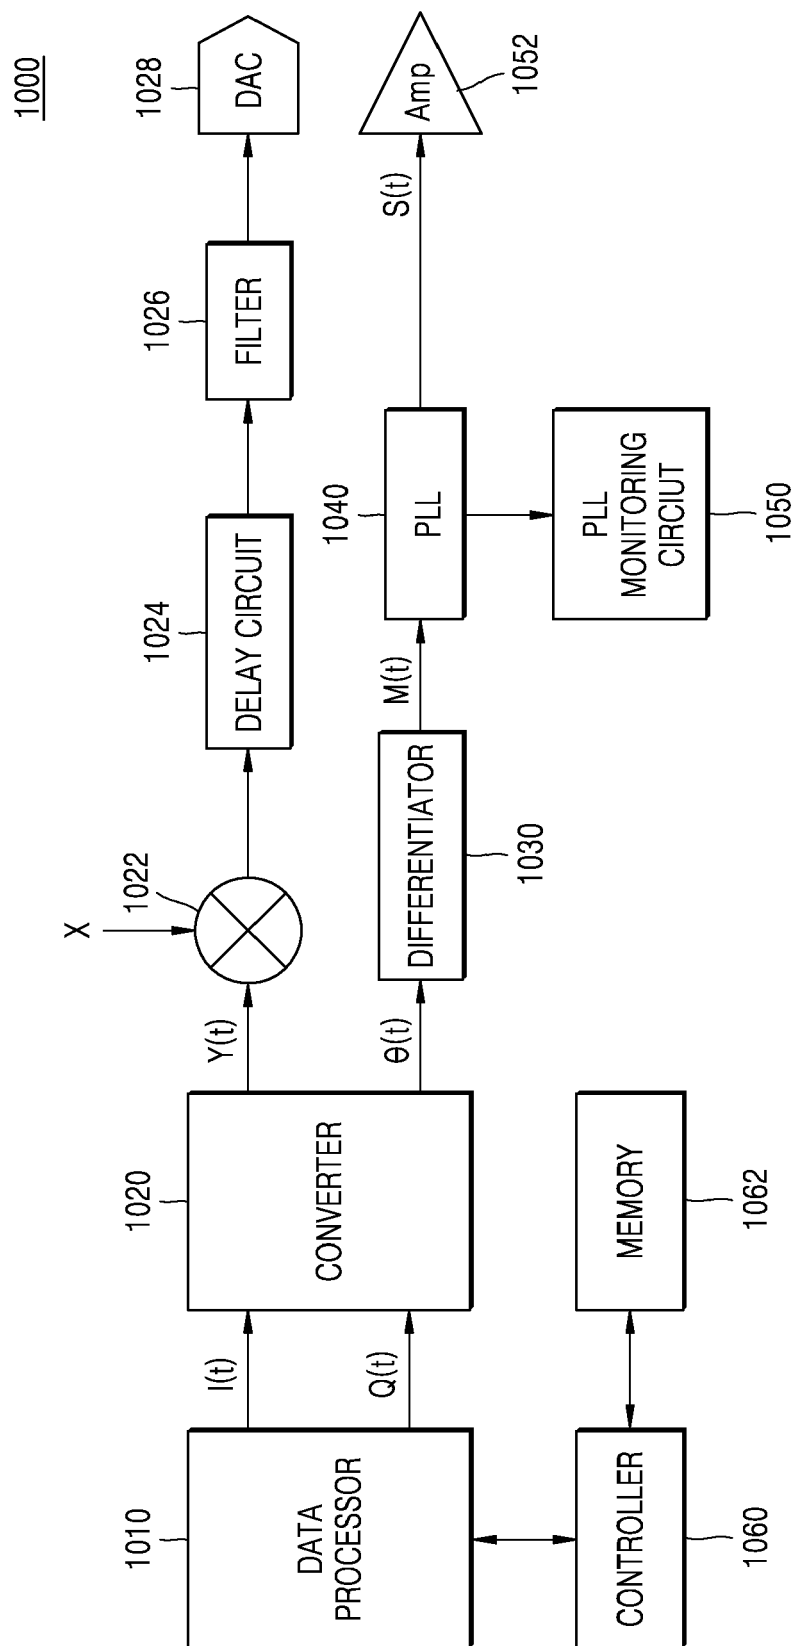 1000
1010
DATA
PROCESSOR
I(t)
Q(t)
1020
CONVERTER
Y(t)
θ(t)
X
1022
1024
DELAY CIRCUIT
1026
FILTER
1028
DAC
DIFFERENTIATOR
1030
M(t)
1040
PLL
S(t)
Amp
1052
PLL
MONITORING
CIRCIUT
1050
CONTROLLER
1060
MEMORY
1062